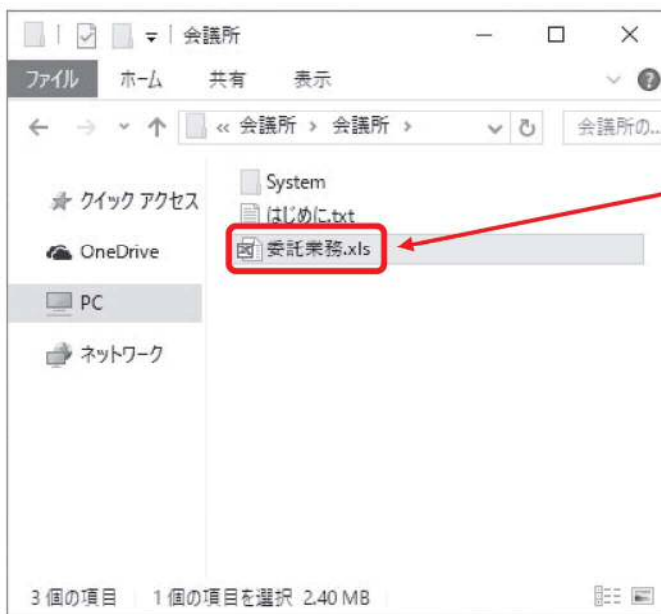 会議所
ファイル ホーム 共有 表示
« 会議所 › 会議所 › 会議所の...
クイック アクセス
OneDrive
PC
ネットワーク
System
はじめに.txt
委託業務.xls
3 個の項目 1 個の項目を選択 2.40 MB